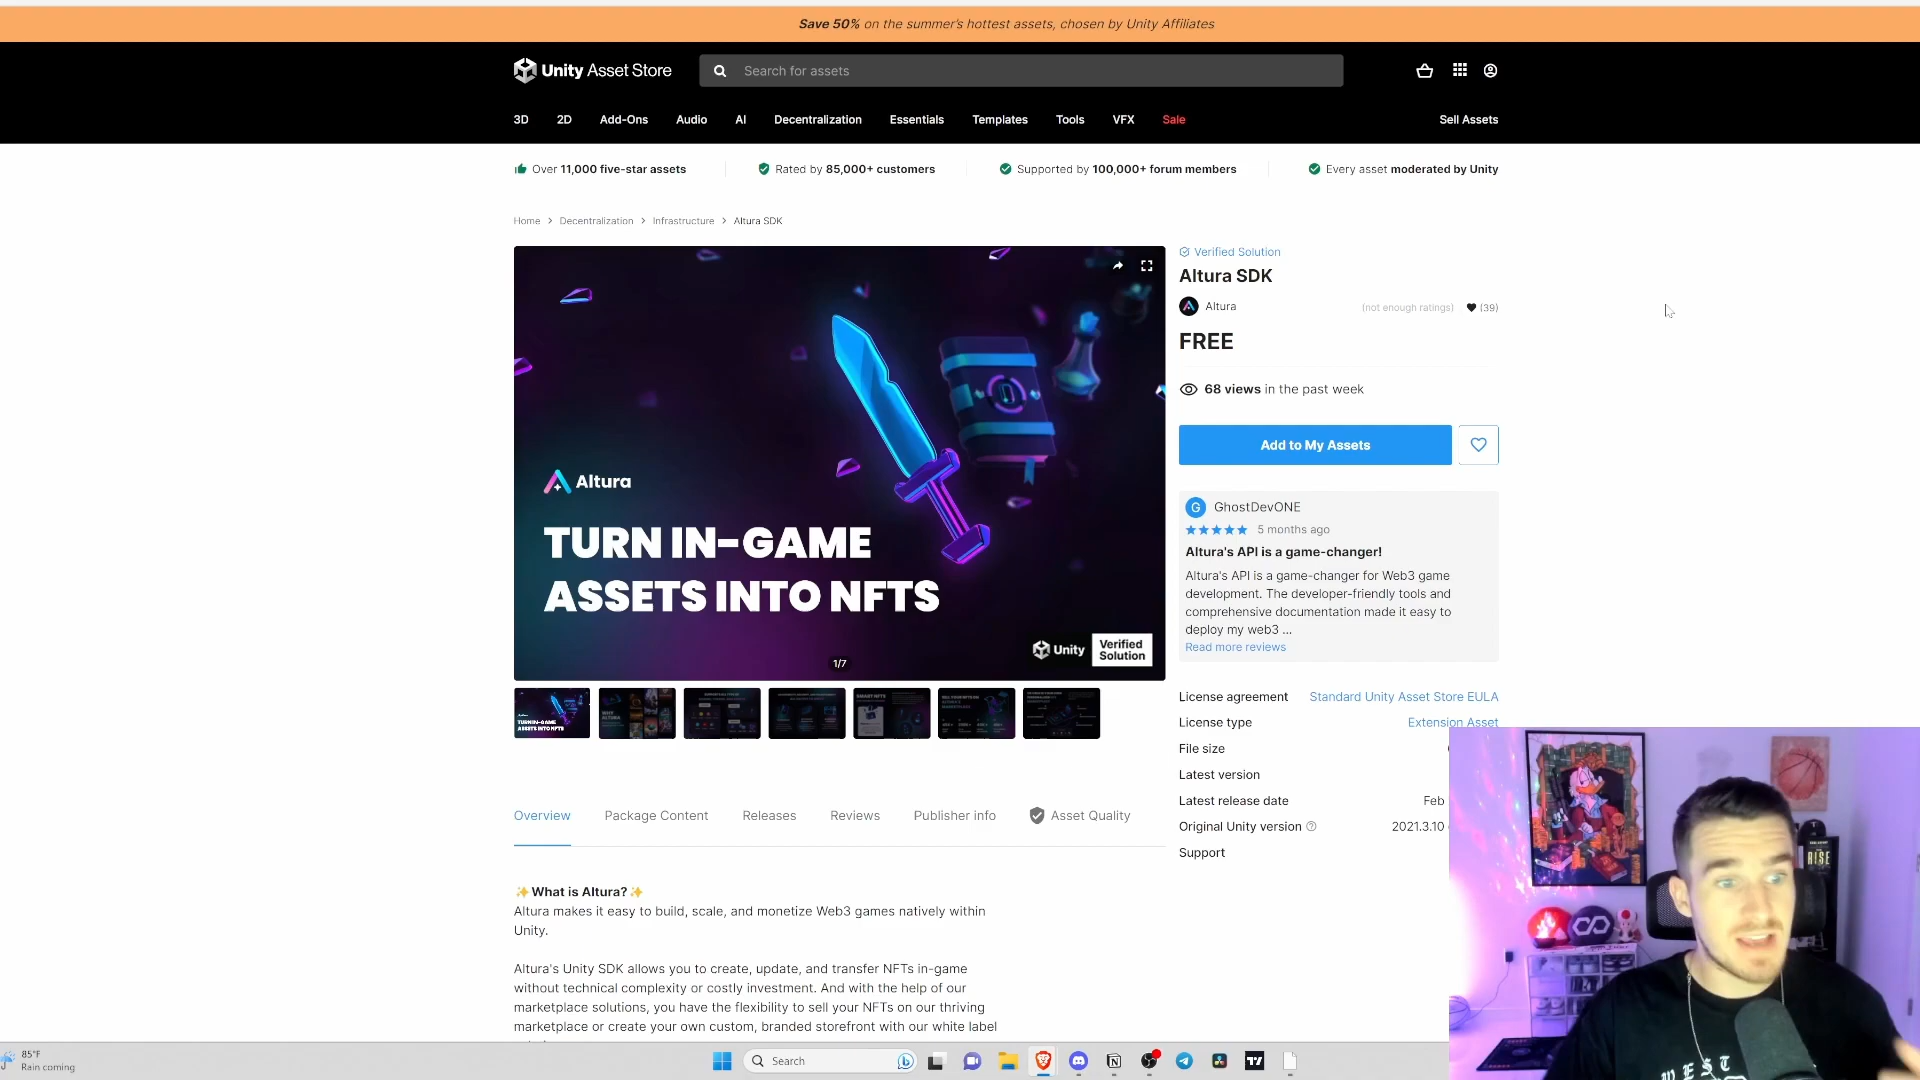 Save 50% on the summer's hottest assets, chosen by Unity Affiliates
Unity Asset Store
Search for assets
3D 2D Add-Ons Audio AI Decentralization Essentials Templates Tools VFX Sale Sell Assets
Over 11,000 five-star assets
Rated by 85,000+ customers
Supported by 100,000+ forum members
Every asset moderated by Unity
Home > Decentralization > Infrastructure > Altura SDK
Altura
TURN IN-GAME
ASSETS INTO NFTS
1/7
Unity
Verified
Solution
TURN IN-GAME
ASSETS INTO NFTS
Verified Solution
Altura SDK
Altura
(not enough ratings) (39)
FREE
68 views in the past week
Add to My Assets
G GhostDevONE
5 months ago
Altura's API is a game-changer!
Altura's API is a game-changer for Web3 game
development. The developer-friendly tools and
comprehensive documentation made it easy to
deploy my web3 ...
Read more reviews
License agreement Standard Unity Asset Store EULA
License type Extension Asset
File size
Latest version
Latest release date Feb
Original Unity version 2021.3.10
Support
Overview Package Content Releases Reviews Publisher info Asset Quality
✨What is Altura?✨
Altura makes it easy to build, scale, and monetize Web3 games natively within
Unity.
Altura's Unity SDK allows you to create, update, and transfer NFTs in-game
without technical complexity or costly investment. And with the help of our
marketplace solutions, you have the flexibility to sell your NFTs on our thriving
marketplace or create your own custom, branded storefront with our white label
RISE
WEST
85°F
Rain coming
Search